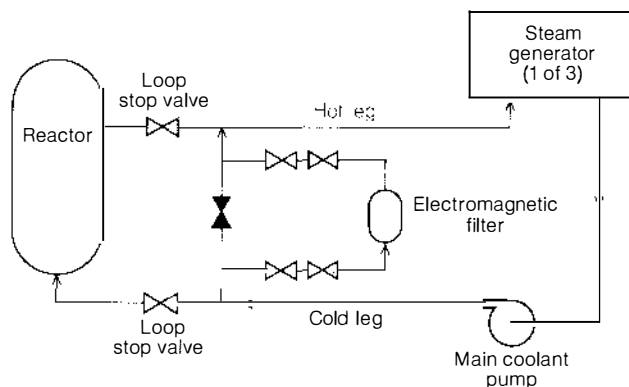 Steam
generator
(1 of 3)
Loop
stop valve
Hot leg
Reactor
Electromagnetic
filter
Loop
stop valve
Cold leg
Main coolant
pump